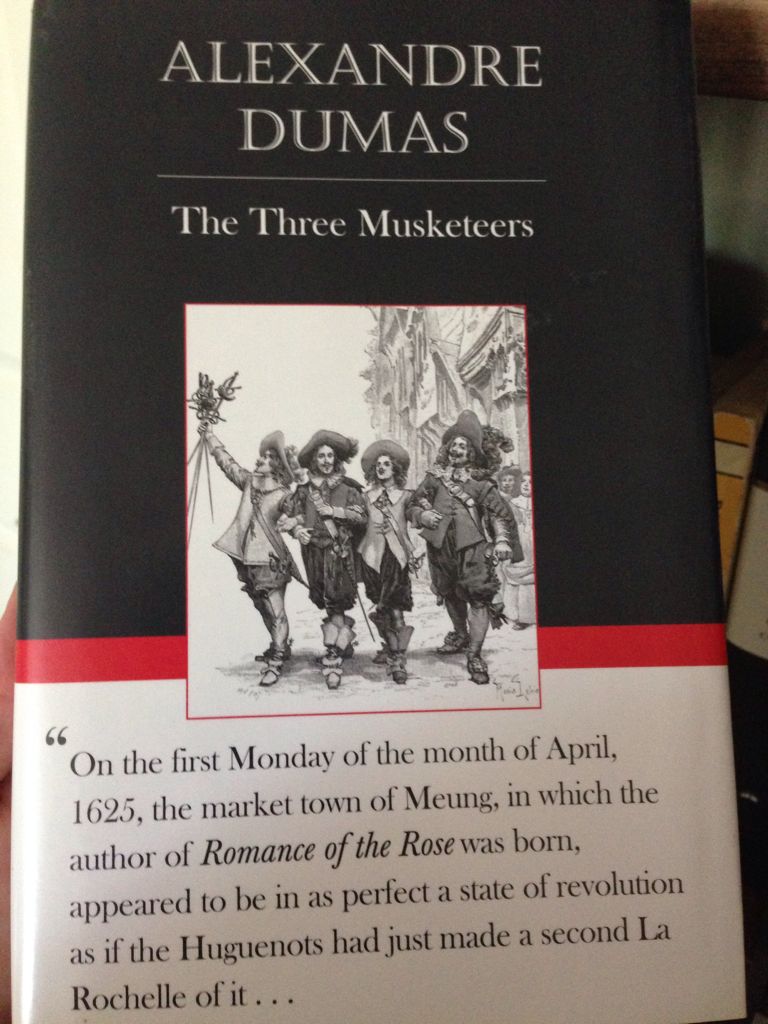 ALEXANDRE
DUMAS
The Three Musketeers
“On the first Monday of the month of April,
1625, the market town of Meung, in which the
author of Romance of the Rose was born,
appeared to be in as perfect a state of revolution
as if the Huguenots had just made a second La
Rochelle of it . . .